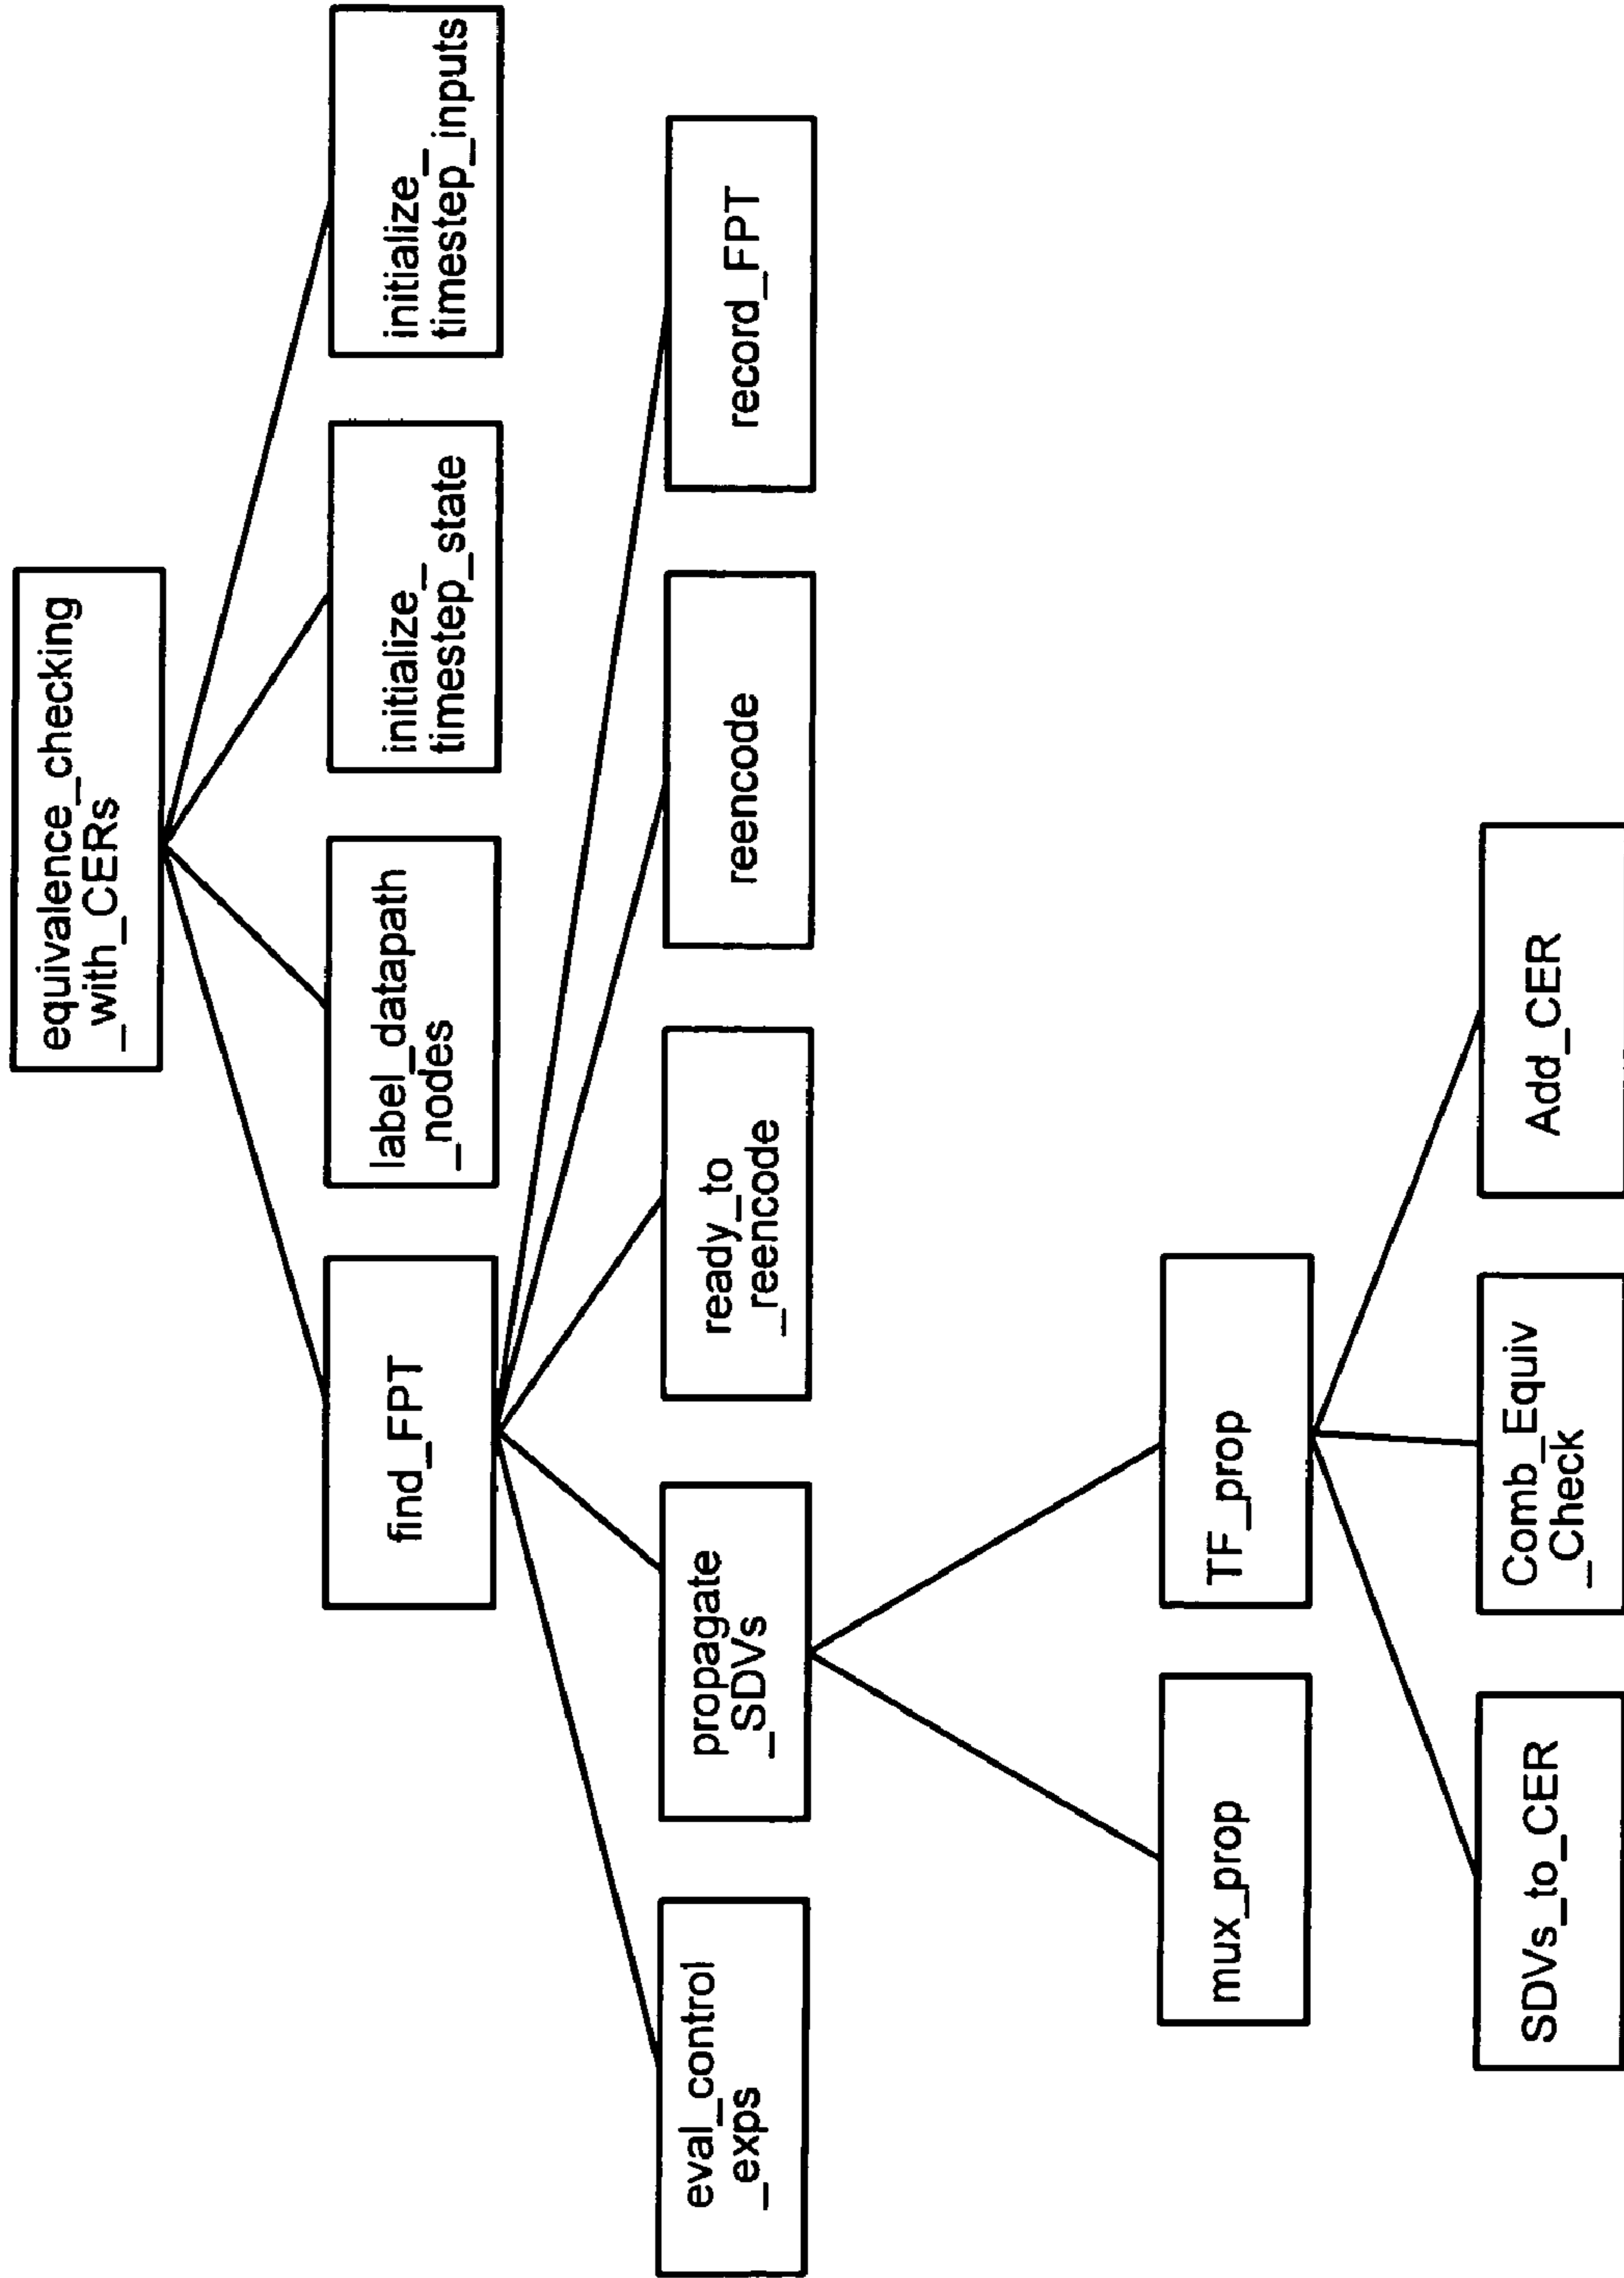 equivalence_checking
_with_CERs
find_FPT
label_datapath
_nodes
initialize_
timestep_state
initialize_
timestep_inputs
eval_control
_exps
propagate
_SDVs
ready_to
_reencode
reencode
record_FPT
mux_prop
TF_prop
SDVs_to_CER
Comb_Equiv
_Check
Add_CER